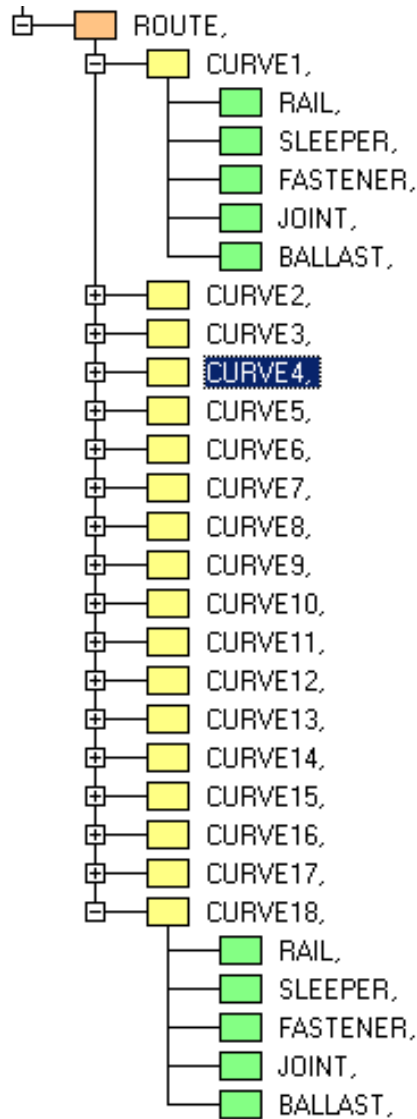 ROUTE,
CURVE1,
RAIL,
SLEEPER,
FASTENER,
JOINT,
BALLAST,
CURVE2,
CURVE3,
CURVE4,
CURVE5,
CURVE6,
CURVE7,
CURVE8,
CURVE9,
CURVE10,
CURVE11,
CURVE12,
CURVE13,
CURVE14,
CURVE15,
CURVE16,
CURVE17,
CURVE18,
RAIL,
SLEEPER,
FASTENER,
JOINT,
BALLAST,